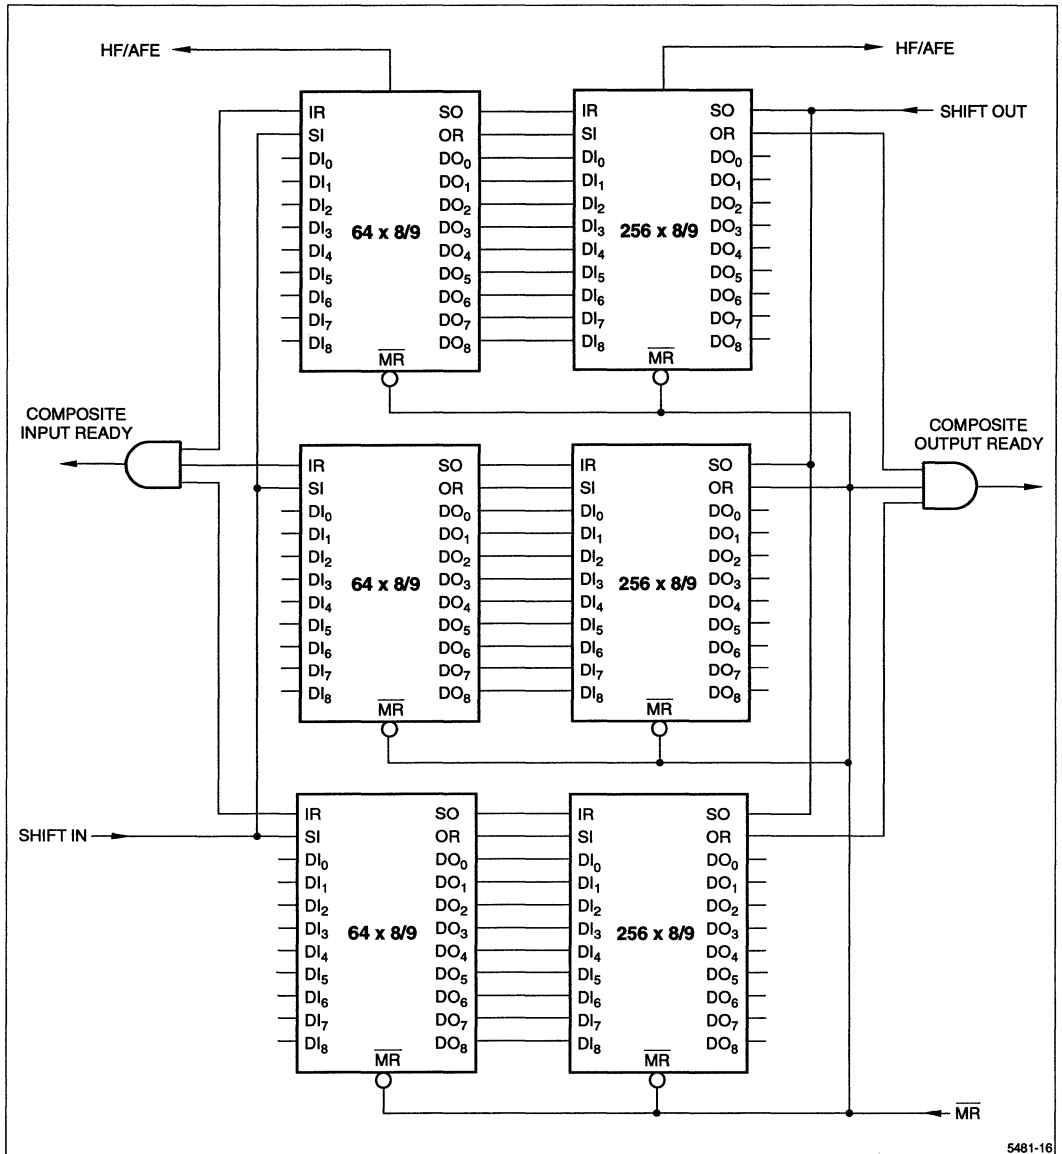 HF/AFE
HF/AFE
IR SO IR SO
SHIFT OUT
SI OR SI OR
DI0 DO0 DI0 DO0
DI1 DO1 DI1 DO1
DI2 DO2 DI2 DO2
64 x 8/9 256 x 8/9
DI3 DO3 DI3 DO3
DI4 DO4 DI4 DO4
DI5 DO5 DI5 DO5
DI6 DO6 DI6 DO6
DI7 DO7 DI7 DO7
DI8 DO8 DI8 DO8
MR MR
COMPOSITE
INPUT READY
COMPOSITE
OUTPUT READY
IR SO IR SO
SI OR SI OR
DI0 DO0 DI0 DO0
DI1 DO1 DI1 DO1
DI2 DO2 DI2 DO2
64 x 8/9 256 x 8/9
DI3 DO3 DI3 DO3
DI4 DO4 DI4 DO4
DI5 DO5 DI5 DO5
DI6 DO6 DI6 DO6
DI7 DO7 DI7 DO7
DI8 DO8 DI8 DO8
MR MR
IR SO IR SO
SHIFT IN
SI OR SI OR
DI0 DO0 DI0 DO0
DI1 DO1 DI1 DO1
DI2 DO2 DI2 DO2
64 x 8/9 256 x 8/9
DI3 DO3 DI3 DO3
DI4 DO4 DI4 DO4
DI5 DO5 DI5 DO5
DI6 DO6 DI6 DO6
DI7 DO7 DI7 DO7
DI8 DO8 DI8 DO8
MR MR
MR
5481-16